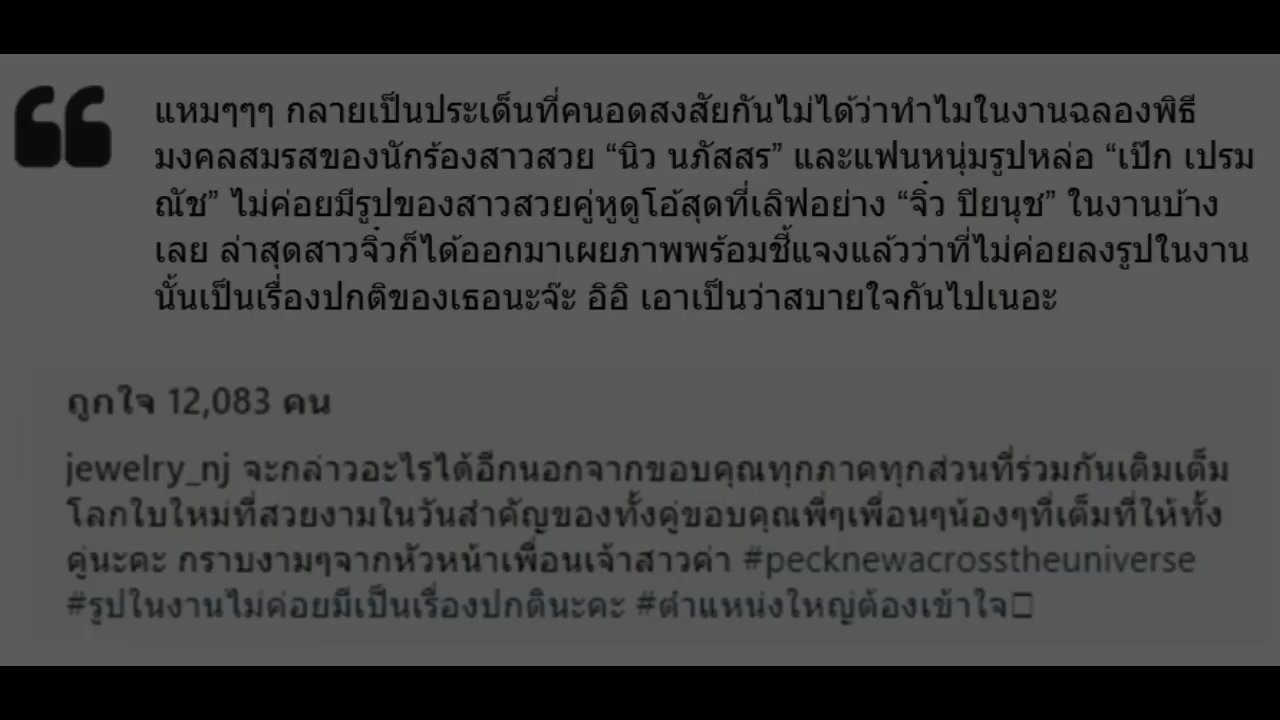 แหมๆๆๆ กลายเป็นประเด็นที่คนอดสงสัยกันไม่ได้ว่าทำไมในงานฉลองพิธี
มงคลสมรสของนักร้องสาวสวย “นิว นภัสสร” และแฟนหนุ่มรูปหล่อ “เป๊ก เปรม
ณัช” ไม่ค่อยมีรูปของสาวสวยคู่หูดูโอ้สุดที่เลิฟอย่าง “จิ๋ว ปิยนุช” ในงานบ้าง
เลย ล่าสุดสาวจิ๋วก็ได้ออกมาเผยภาพพร้อมชี้แจงแล้วว่าที่ไม่ค่อยลงรูปในงาน
นั้นเป็นเรื่องปกติของเธอนะจ๊ะ อิอิ เอาเป็นว่าสบายใจกันไปเนอะ
ถูกใจ 12,083 คน
jewelry_nj จะกล่าวอะไรได้อีกนอกจากขอบคุณทุกภาคทุกส่วนที่ร่วมกันเติมเต็ม
โลกใบใหม่ที่สวยงามในวันสำคัญของทั้งคู่ขอบคุณพี่ๆเพื่อนๆน้องๆที่เต็มที่ให้ทั้ง
คู่นะคะ กราบงามๆจากหัวหน้าเพื่อนเจ้าสาวค่า #pecknewacrosstheuniverse
#รูปในงานไม่ค่อยมีเป็นเรื่องปกตินะคะ #ตำแหน่งใหญ่ต้องเข้าใจ